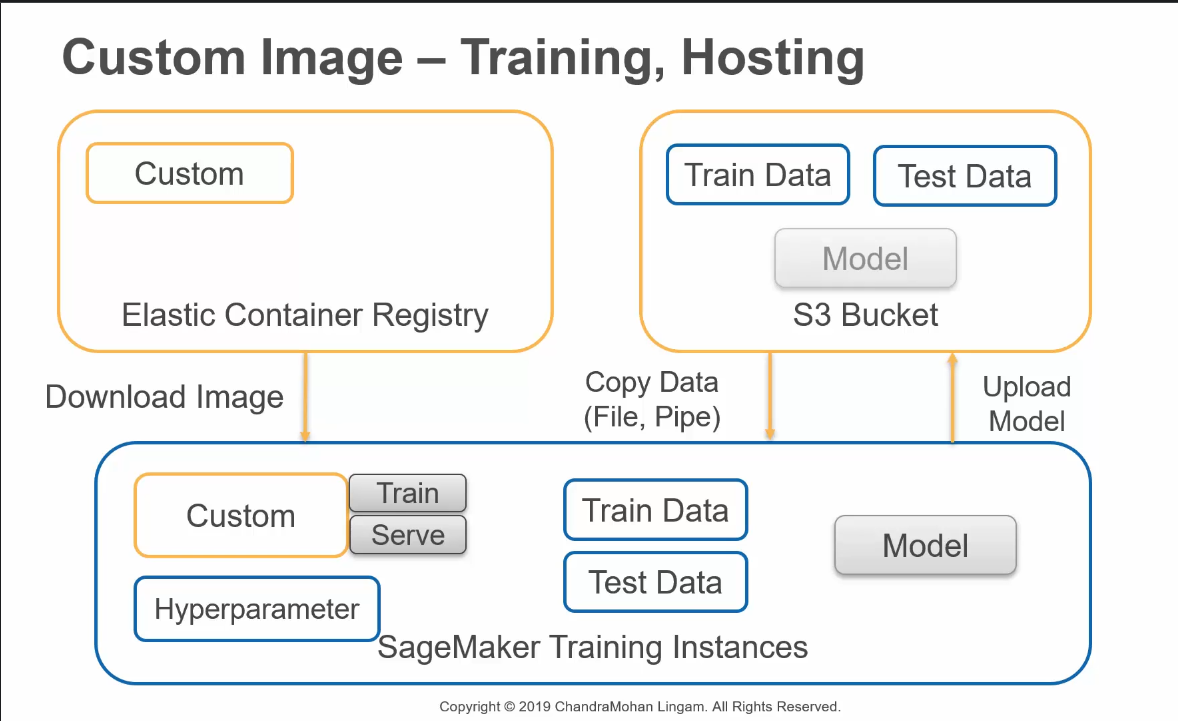 Custom Image – Training, Hosting
Custom
Elastic Container Registry
Train Data
Test Data
Model
S3 Bucket
Download Image
Copy Data
(File, Pipe)
Upload
Model
Custom
Train
Serve
Hyperparameter
Train Data
Test Data
Model
SageMaker Training Instances
Copyright © 2019 ChandraMohan Lingam. All Rights Reserved.